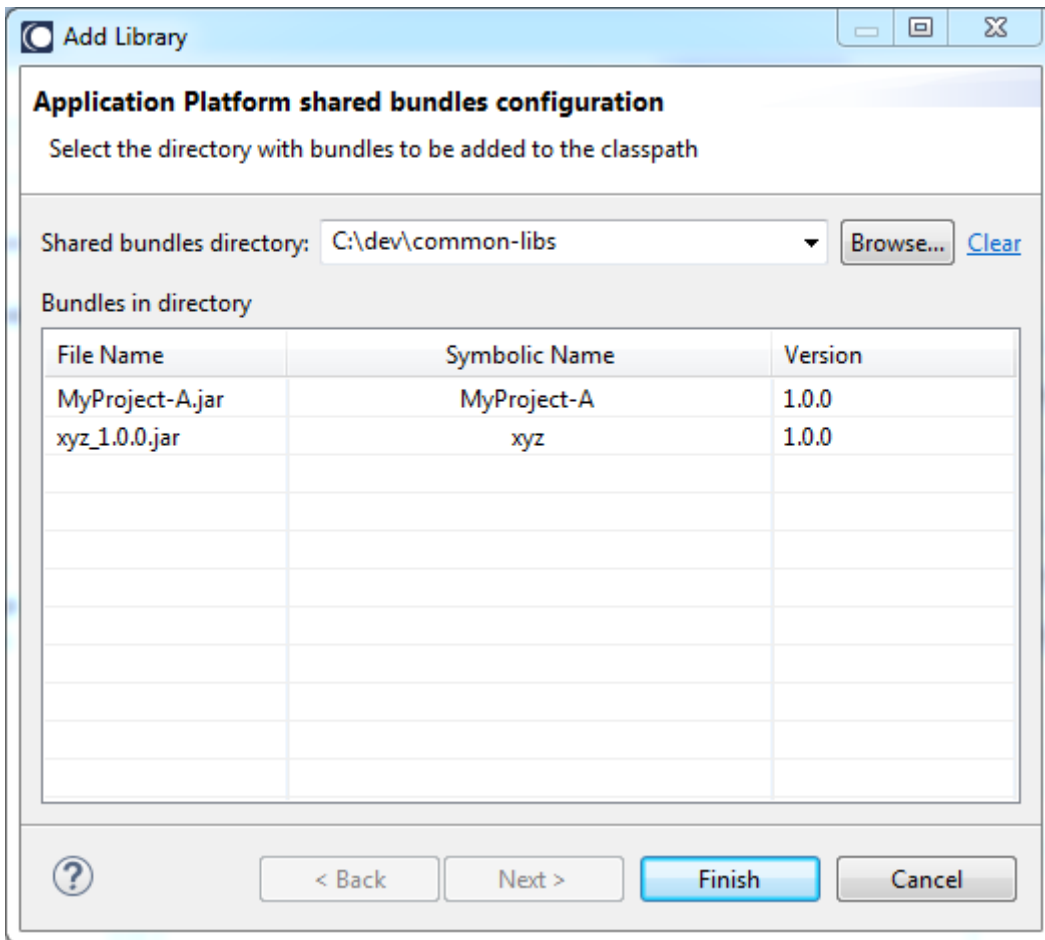 Add Library
Application Platform shared bundles configuration
Select the directory with bundles to be added to the classpath
Shared bundles directory: C:\dev\common-libs Browse... Clear
Bundles in directory
File Name Symbolic Name Version
MyProject-A.jar MyProject-A 1.0.0
xyz_1.0.0.jar xyz 1.0.0
? < Back Next > Finish Cancel